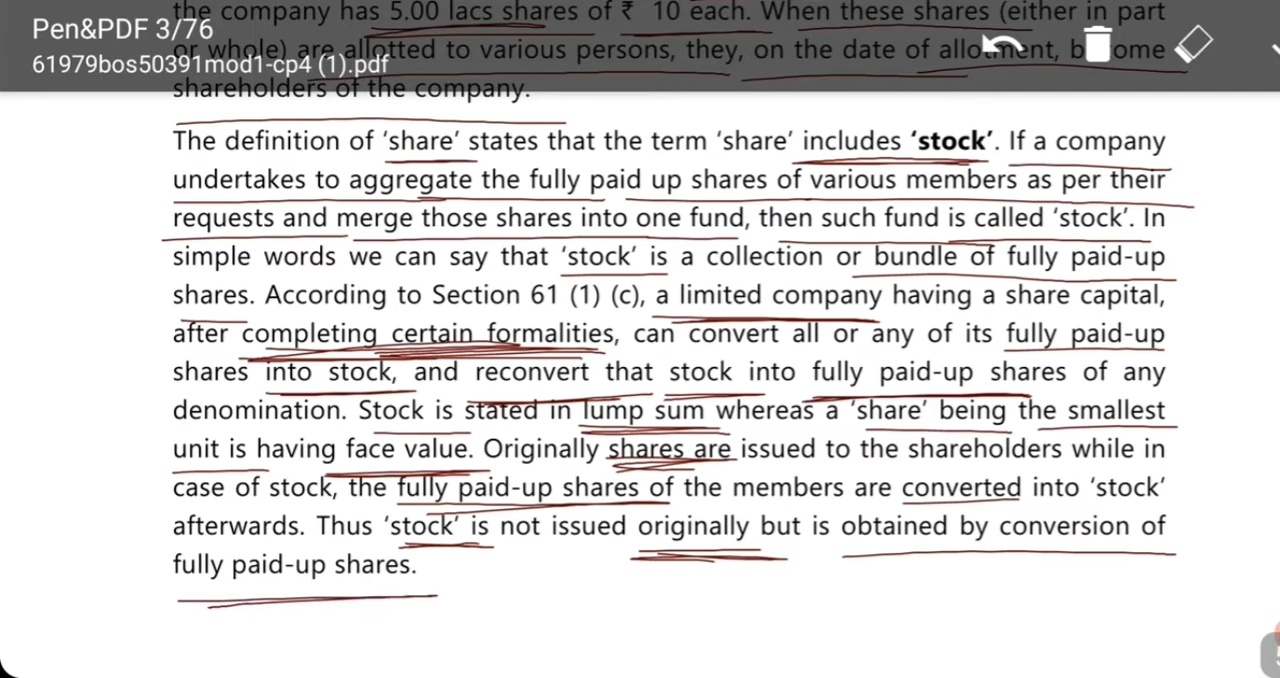 the company has 5.00 lacs shares of ₹ 10 each. When these shares (either in part
Pen&PDF 3/76
or whole) are allotted to various persons, they, on the date of allotment, b ome
61979bos50391mod1-cp4 (1).pdf
shareholders of the company.
The definition of ‘share’ states that the term ‘share’ includes ‘stock’. If a company
undertakes to aggregate the fully paid up shares of various members as per their
requests and merge those shares into one fund, then such fund is called ‘stock’. In
simple words we can say that ‘stock’ is a collection or bundle of fully paid-up
shares. According to Section 61 (1) (c), a limited company having a share capital,
after completing certain formalities, can convert all or any of its fully paid-up
shares into stock, and reconvert that stock into fully paid-up shares of any
denomination. Stock is stated in lump sum whereas a ‘share’ being the smallest
unit is having face value. Originally shares are issued to the shareholders while in
case of stock, the fully paid-up shares of the members are converted into ‘stock’
afterwards. Thus ‘stock’ is not issued originally but is obtained by conversion of
fully paid-up shares.